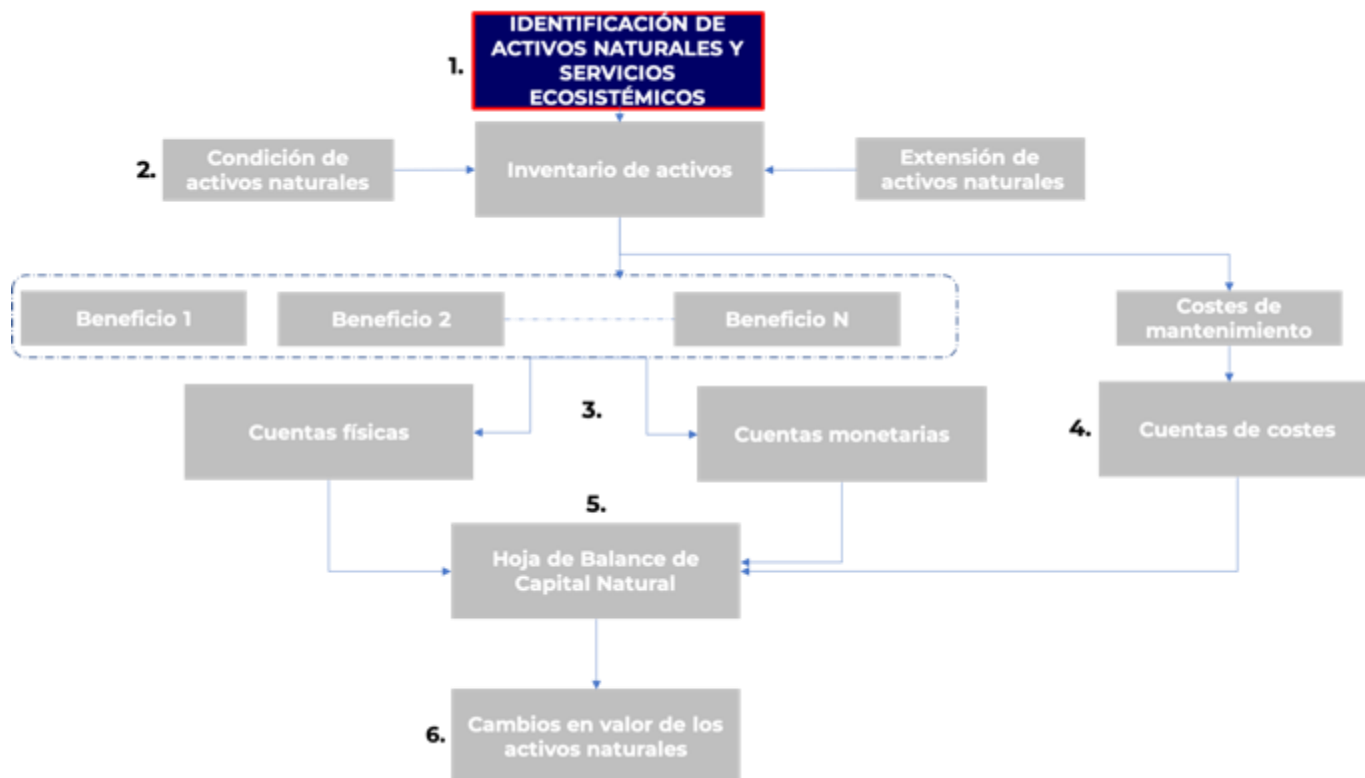 IDENTIFICACIÓN DE
ACTIVOS NATURALES Y
SERVICIOS
ECOSISTÉMICOS
1.
2.
Condición de
activos naturales
Inventario de activos
Extensión de
activos naturales
Beneficio 1
Beneficio 2
Beneficio N
Costes de
mantenimiento
Cuentas físicas
3.
Cuentas monetarias
4.
Cuentas de costes
5.
Hoja de Balance de
Capital Natural
6.
Cambios en valor de los
activos naturales